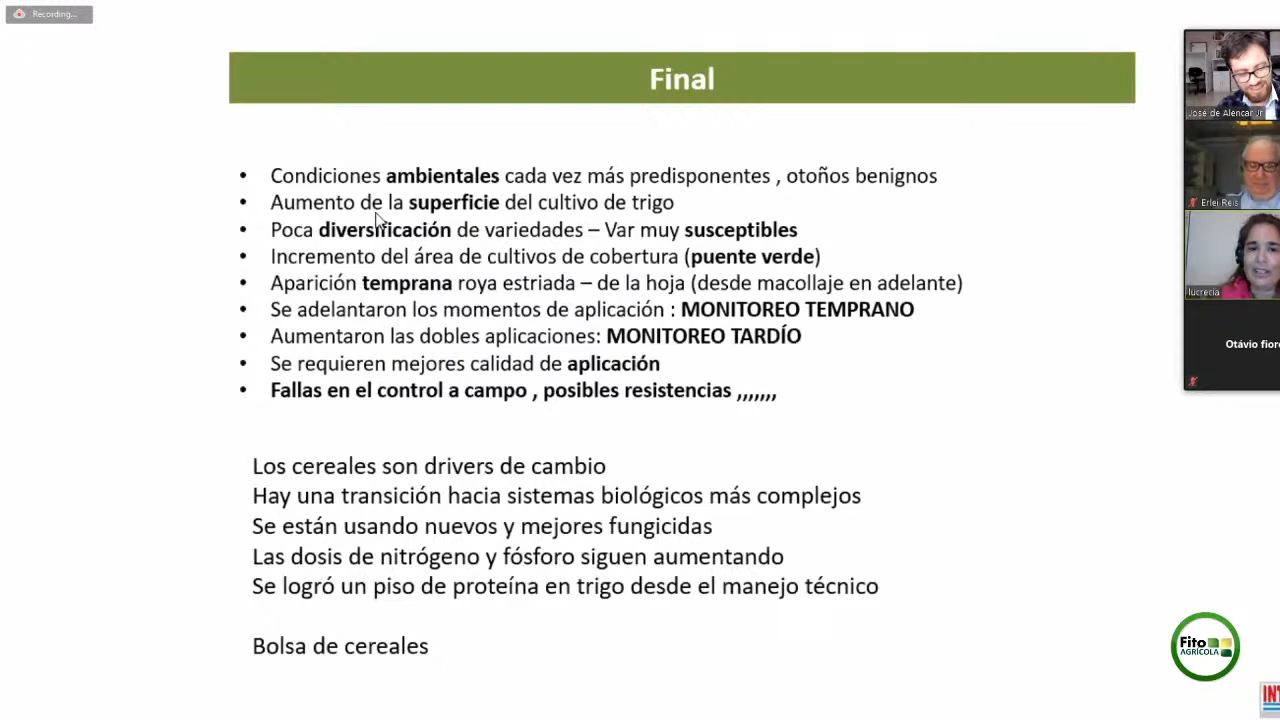 Recording...
Final
• Condiciones ambientales cada vez más predisponentes , otoños benignos
• Aumento de la superficie del cultivo de trigo
• Poca diversificación de variedades – Var muy susceptibles
• Incremento del área de cultivos de cobertura (puente verde)
• Aparición temprana roya estriada – de la hoja (desde macollaje en adelante)
• Se adelantaron los momentos de aplicación : MONITOREO TEMPRANO
• Aumentaron las dobles aplicaciones: MONITOREO TARDÍO
• Se requieren mejores calidad de aplicación
• Fallas en el control a campo , posibles resistencias ,,,,,,,
Los cereales son drivers de cambio
Hay una transición hacia sistemas biológicos más complejos
Se están usando nuevos y mejores fungicidas
Las dosis de nitrógeno y fósforo siguen aumentando
Se logró un piso de proteína en trigo desde el manejo técnico
Bolsa de cereales
José de Alencar Jr
Erlei Reis
lucrecia
Otávio fior
Fito
AGRÍCOLA
INT